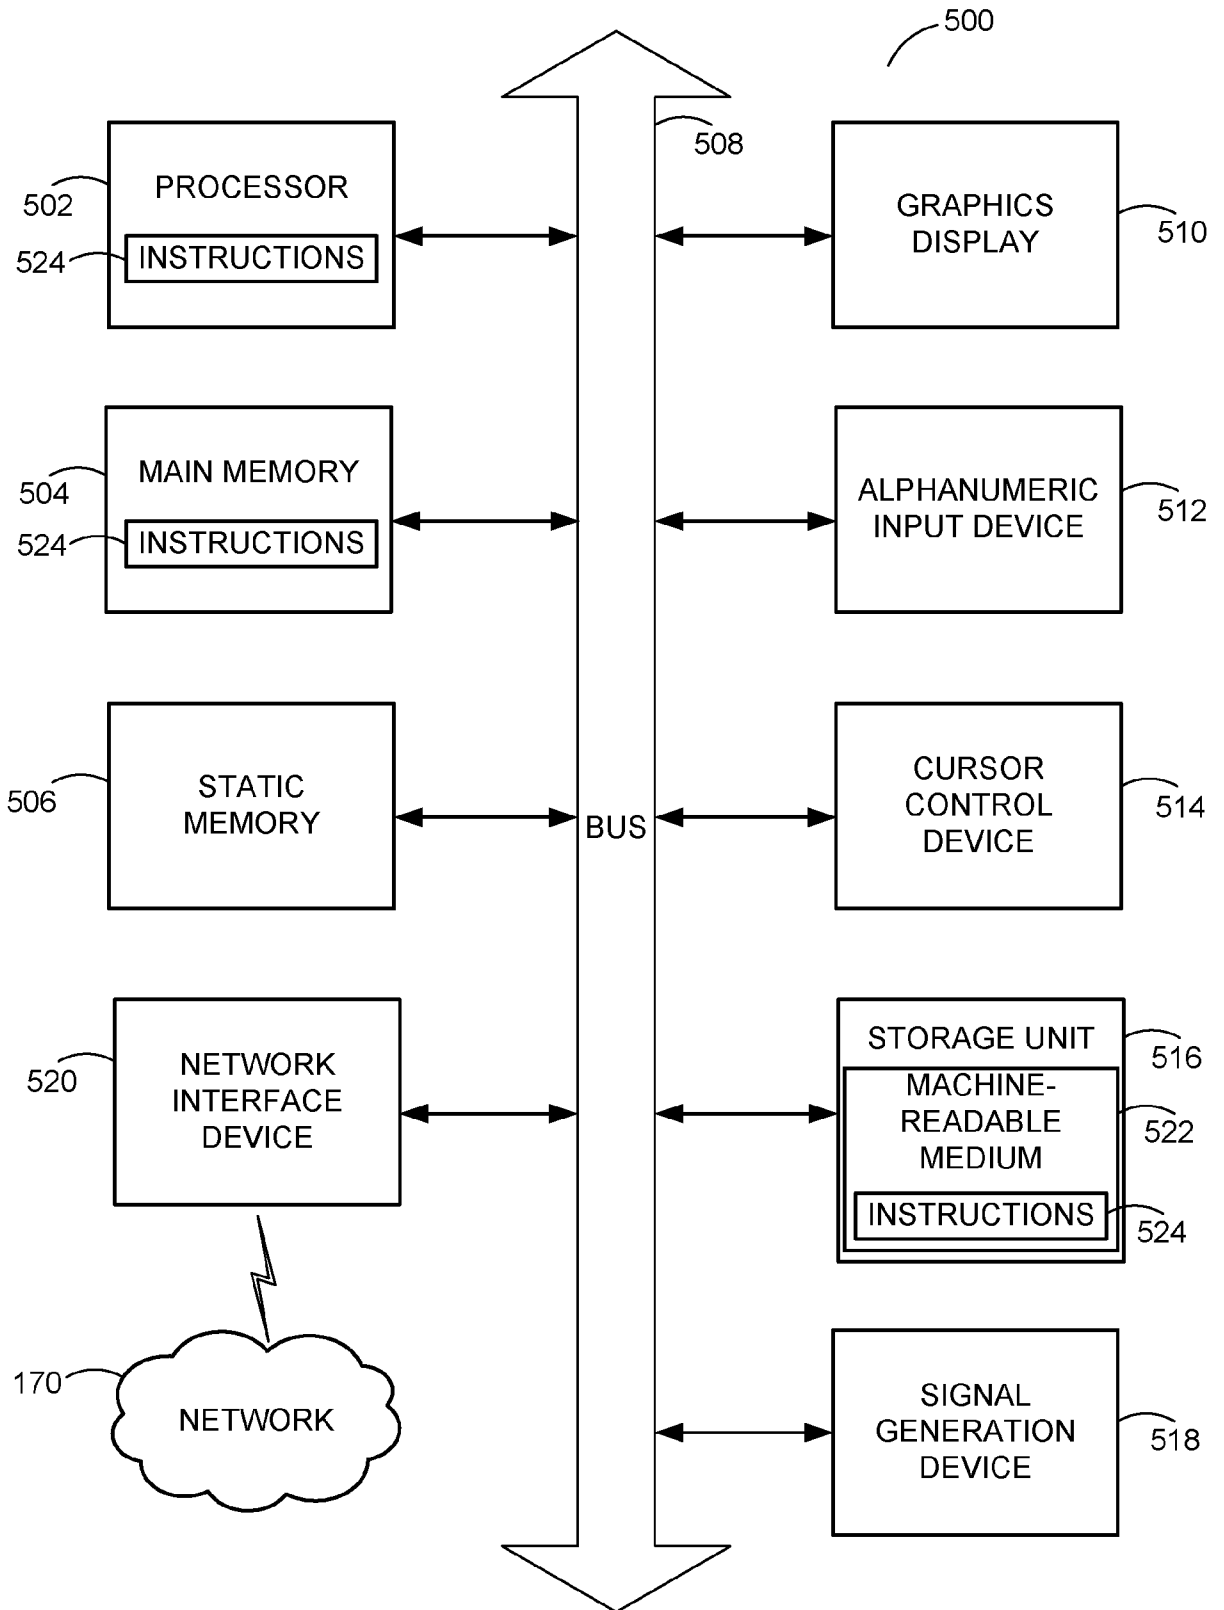 500
508
502
PROCESSOR
524
INSTRUCTIONS
GRAPHICS
DISPLAY
510
504
MAIN MEMORY
524
INSTRUCTIONS
ALPHANUMERIC
INPUT DEVICE
512
506
STATIC
MEMORY
BUS
CURSOR
CONTROL
DEVICE
514
520
NETWORK
INTERFACE
DEVICE
STORAGE UNIT
516
MACHINE-
READABLE
MEDIUM
522
INSTRUCTIONS
524
170
NETWORK
SIGNAL
GENERATION
DEVICE
518